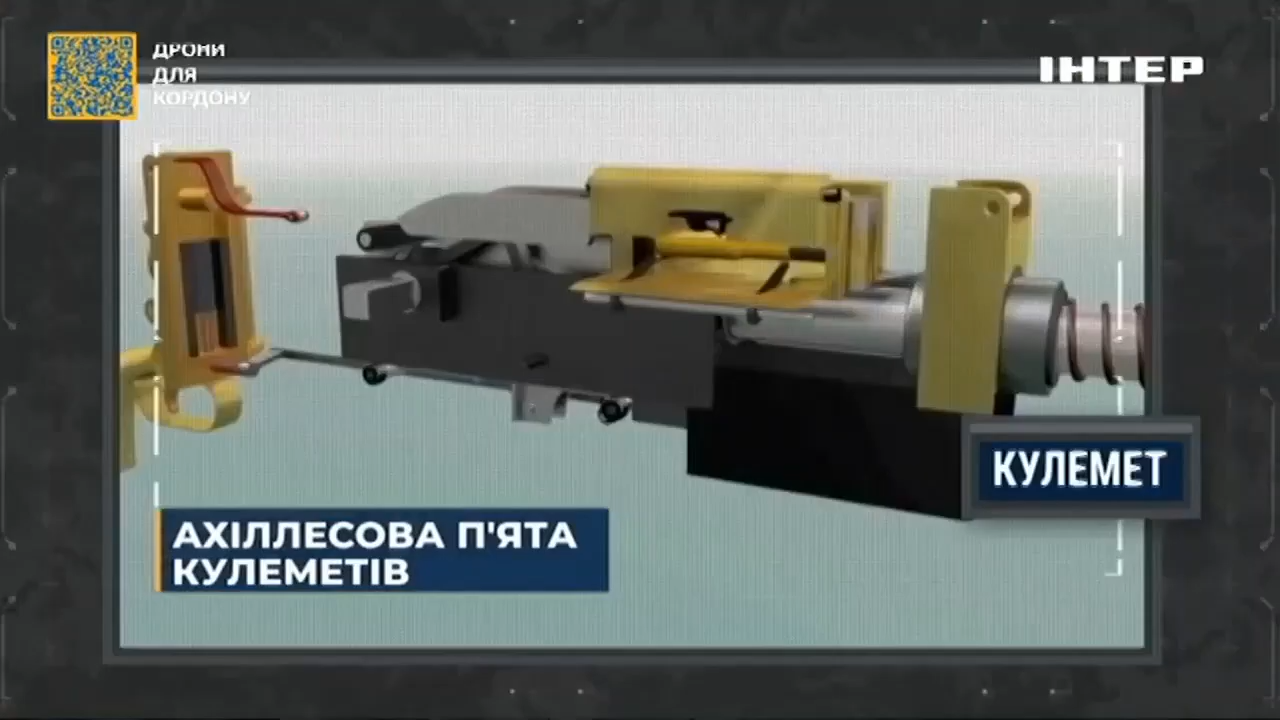 ДРОНИ
ДЛЯ
КОРДОНУ
ІНТЕР
КУЛЕМЕТ
АХІЛЛЕСОВА П'ЯТА
КУЛЕМЕТІВ